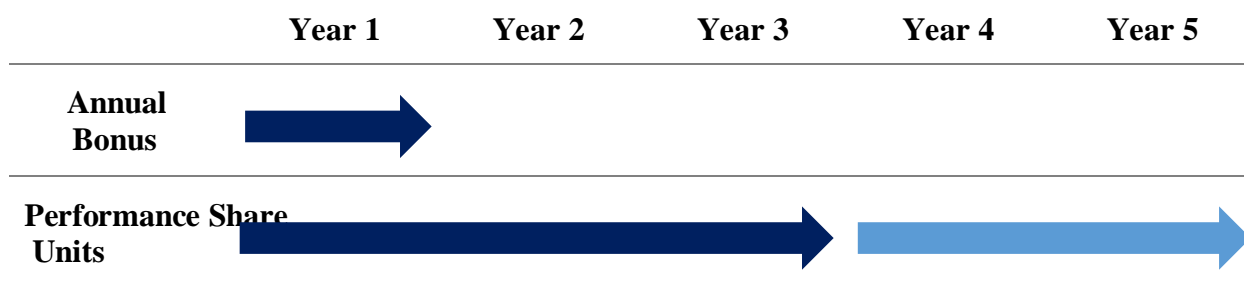 Year 1 Year 2 Year 3 Year 4 Year 5
Annual
Bonus
Performance Share
Units